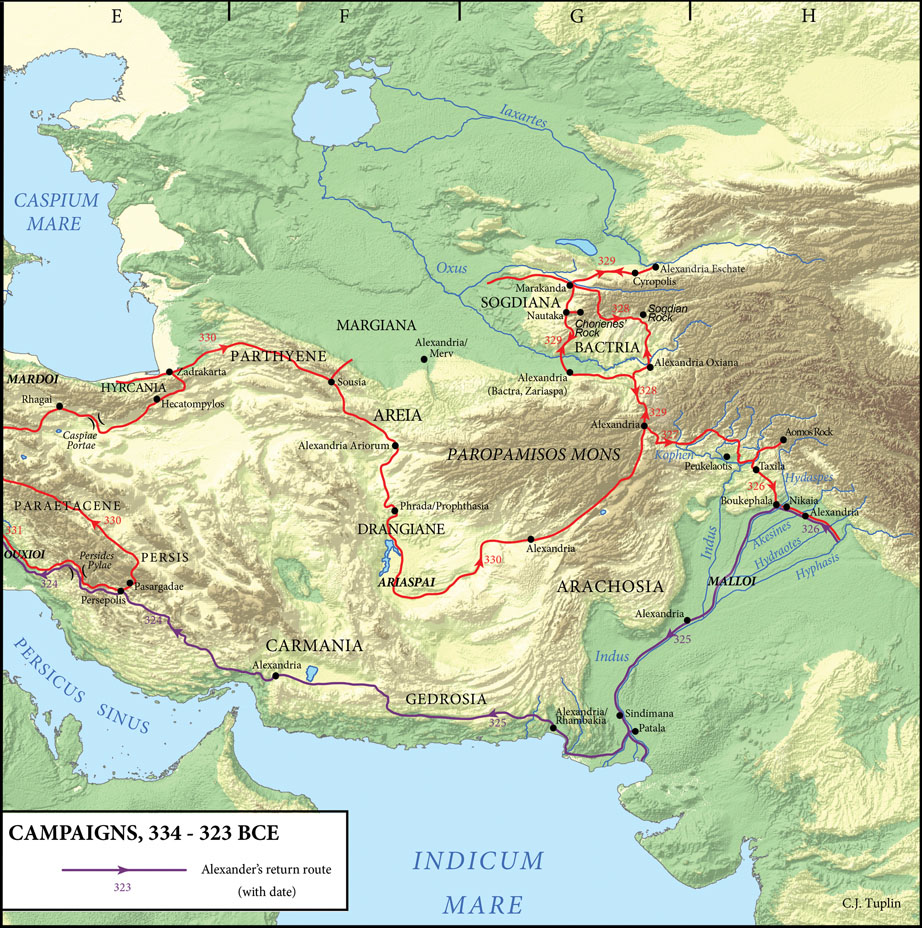 E
F
G
H
Iaxartes
CASPIUM
MARE
Oxus
329
Alexandria Eschate
Cyropolis
Marakanda
SOGDIANA
Nautaka
328
Sogdian
Rock
Chorienes'
Rock
MARGIANA
329
BACTRIA
330
PARTHYENE
Alexandria/
Merv
Alexandria Oxiana
Zadrakarta
MARDOI
HYRCANIA
Sousía
Alexandria
(Bactra, Zariaspa)
328
Rhagai
Hecatompylos
329
AREIA
Caspiae
Portae
Alexandria
327
Aornos Rock
Alexandria Ariorum
PAROPAMISOS MONS
Kophen
Peukelaotis
Taxila
Hydaspes
326
PARAETACENE
Phrada/Prophthasia
Boukephala
Nikaia
Alexandria
330
331
DRANGIANE
326
Akesines
Indus
Hydraotes
Hyphasis
OUXIOI
Persides
Pylae
PERSIS
Alexandria
330
324
Pasargadae
ARIASPAI
ARACHOSIA
MALLOI
Persepolis
324
Alexandria
325
PERSICUS SINUS
CARMANIA
Indus
Alexandria
GEDROSIA
325
Alexandria/
Rhambakia
Sindimana
Patala
CAMPAIGNS, 334 - 323 BCE
Alexander's return route
(with date)
323
INDICUM
MARE
C.J. Tuplin